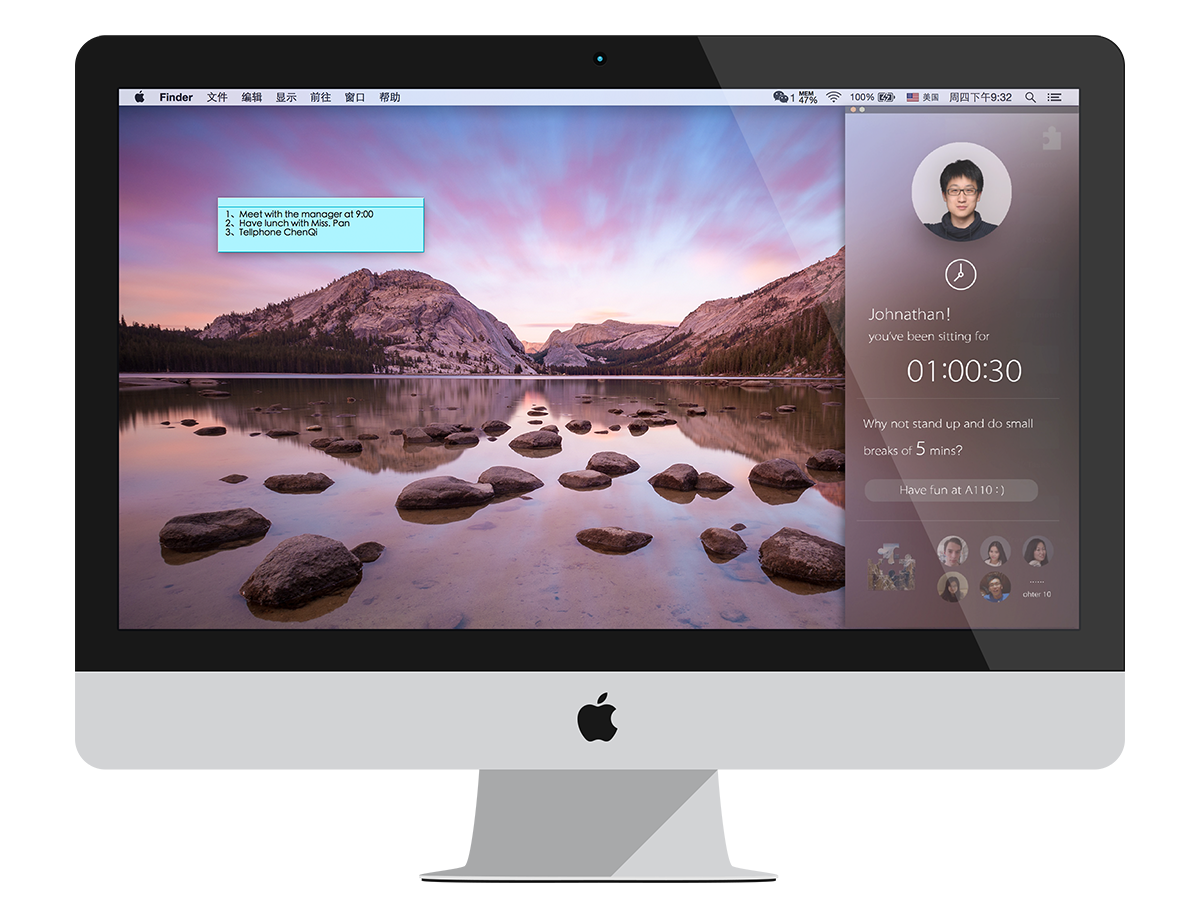 Finder 文件 编辑 显示 前往 窗口 帮助 1 MEM 47% 100% 美国 周四下午9:32
1、Meet with the manager at 9:00
2、Have lunch with Miss. Pan
3、Tellphone ChenQi
Johnathan!
you've been sitting for
01:00:30
Why not stand up and do small
breaks of 5 mins?
Have fun at A110 : )
......
ohter 10